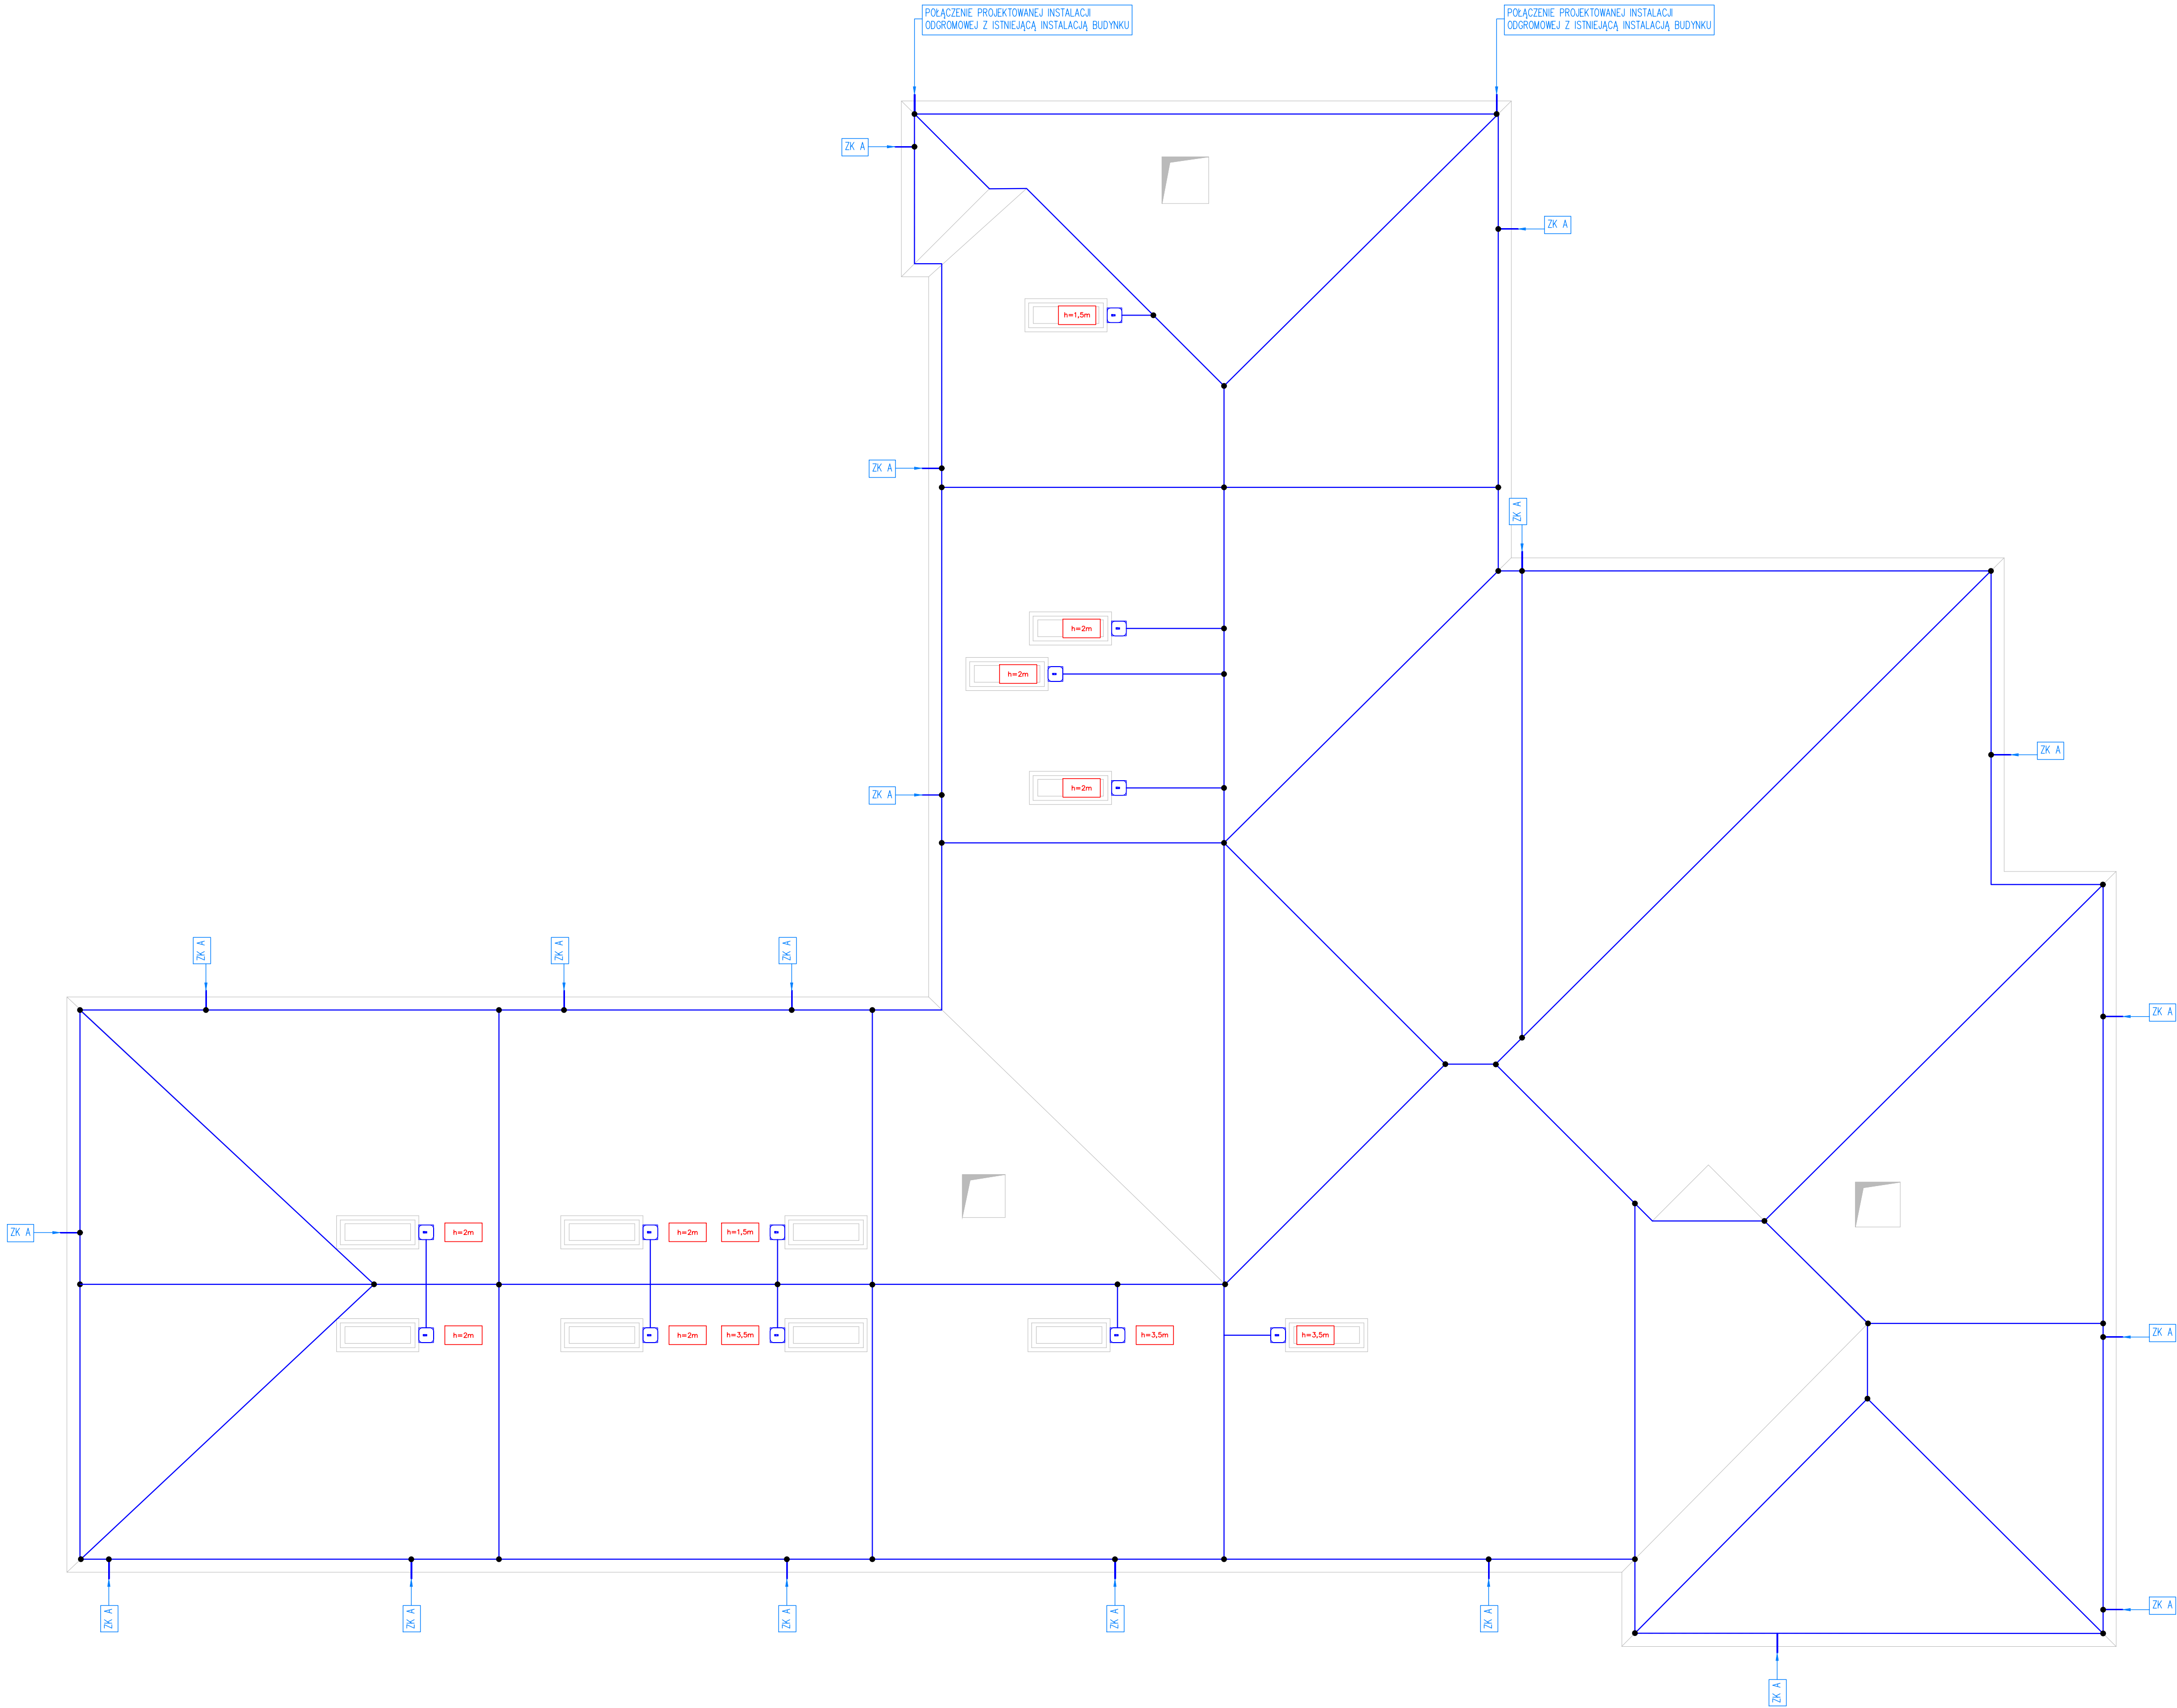 POŁĄCZENIE PROJEKTOWANEJ INSTALACJI
ODGROMOWEJ Z ISTNIEJĄCĄ INSTALACJĄ BUDYNKU
POŁĄCZENIE PROJEKTOWANEJ INSTALACJI
ODGROMOWEJ Z ISTNIEJĄCĄ INSTALACJĄ BUDYNKU
ZK A
ZK A
h=1,5m
ZK A
ZK A
h=2m
h=2m
ZK A
h=2m
ZK A
ZK A
ZK A
ZK A
ZK A
ZK A
h=2m
h=2m
h=1,5m
h=2m
h=2m
h=3,5m
h=3,5m
h=3,5m
ZK A
ZK A
ZK A
ZK A
ZK A
ZK A
ZK A
ZK A